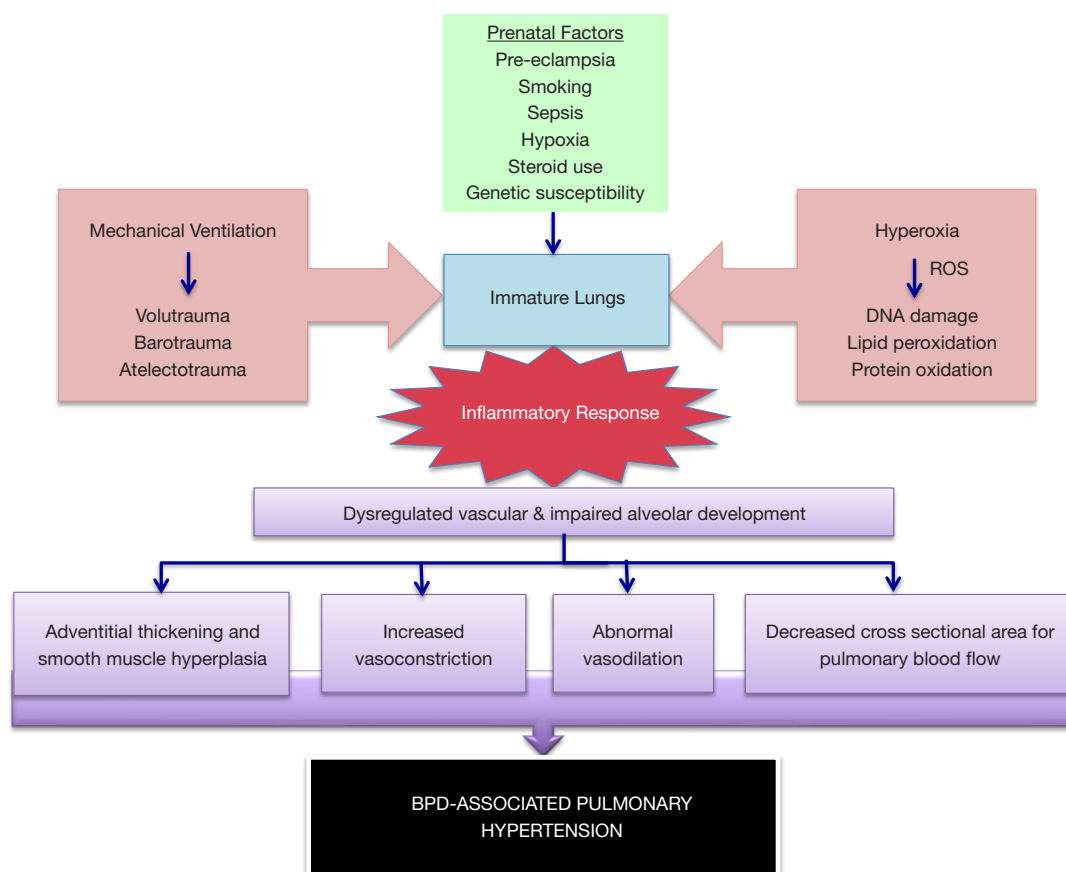 Prenatal Factors
Pre-eclampsia
Smoking
Sepsis
Hypoxia
Steroid use
Genetic susceptibility
Mechanical Ventilation
Volutrauma
Barotrauma
Atelectotrauma
Immature Lungs
Hyperoxia
ROS
DNA damage
Lipid peroxidation
Protein oxidation
Inflammatory Response
Dysregulated vascular & impaired alveolar development
Adventitial thickening and
smooth muscle hyperplasia
Increased
vasoconstriction
Abnormal
vasodilation
Decreased cross sectional area for
pulmonary blood flow
BPD-ASSOCIATED PULMONARY
HYPERTENSION